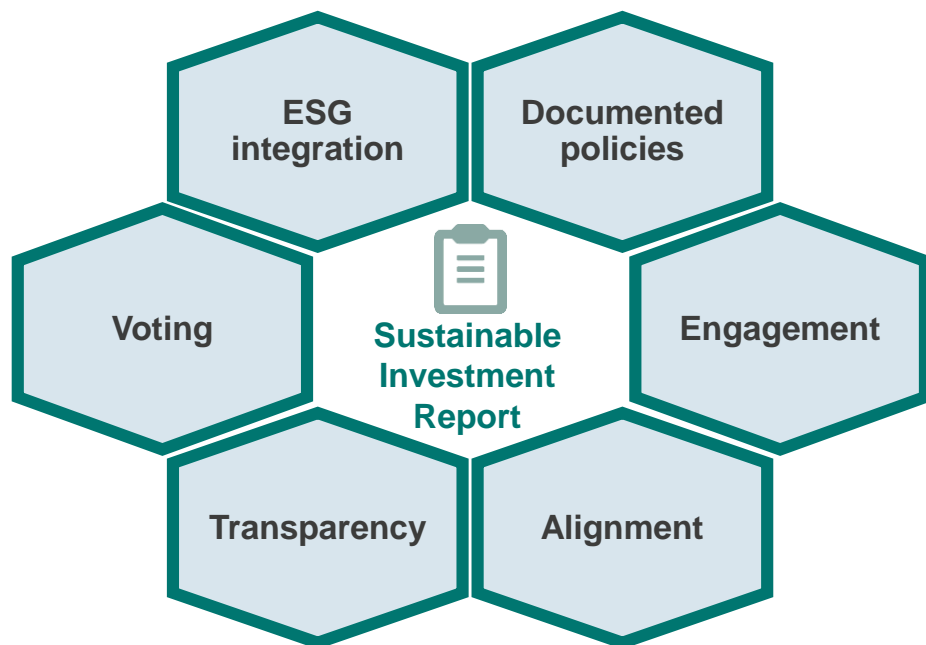 ESG
integration
Documented
policies
Voting
Sustainable
Investment
Report
Engagement
Transparency
Alignment